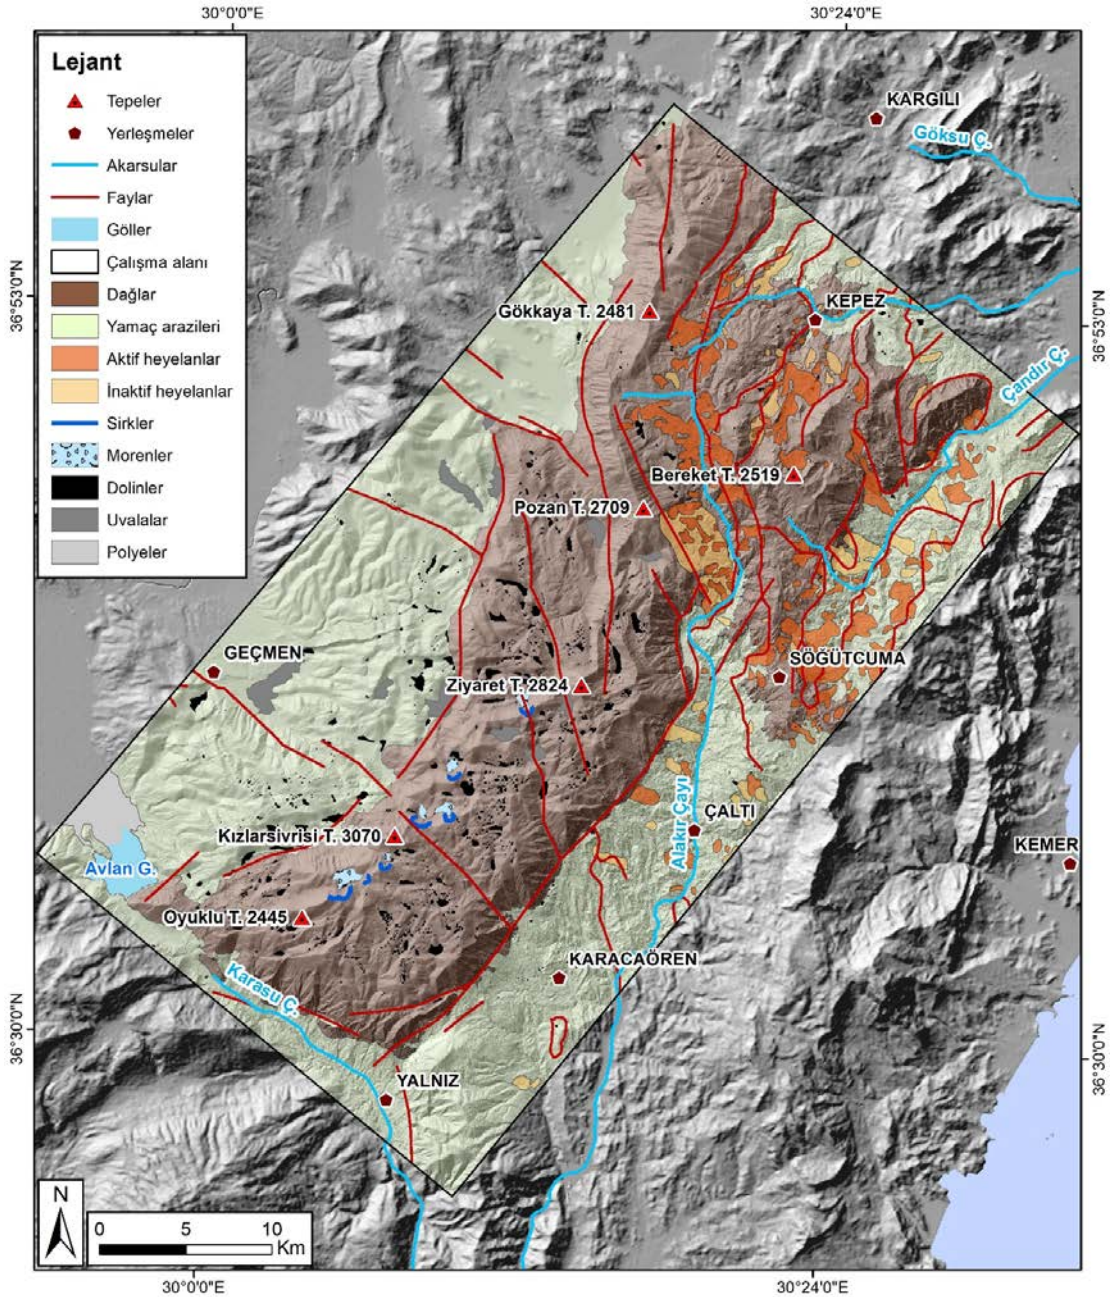 30°0'0"E
30°24'0"E
Lejant
Tepeler
Yerleşmeler
Akarsular
Faylar
Göller
Çalışma alanı
Dağlar
Yamaç arazileri
Aktif heyelanlar
İnaktif heyelanlar
Sirkler
Morenler
Dolinler
Uvalalar
Polyeler
KARGILI
Göksu Ç.
36°53'0"N
36°53'0"N
Gökkaya T. 2481
KEPEZ
Çandır Ç.
Bereket T. 2519
Pozan T. 2709
GEÇMEN
SÖĞÜTCUMA
Ziyaret T. 2824
Alakır Çayı
ÇALTI
Kızlarsivrisi T. 3070
KEMER
Avlan G.
Oyuklu T. 2445
KARACAÖREN
Karasu Ç.
36°30'0"N
36°30'0"N
YALNIZ
N
0 5 10
Km
30°0'0"E
30°24'0"E